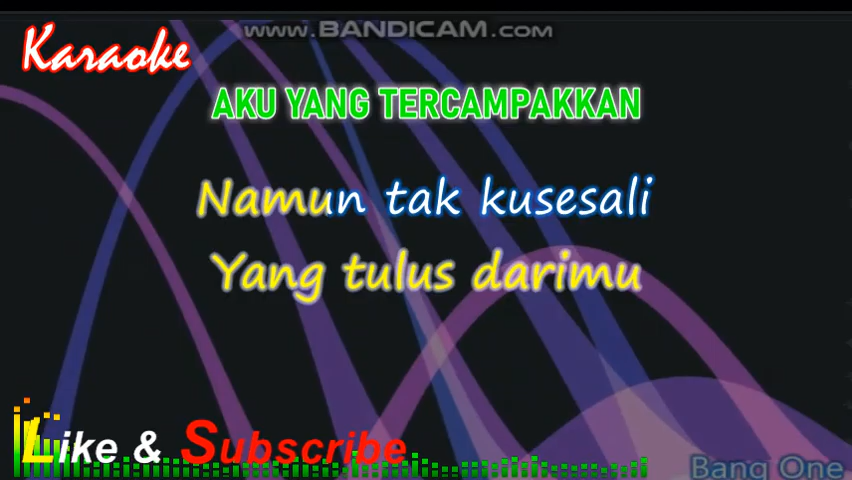 Karaoke
www.BANDICAM.com
AKU YANG TERCAMPAKKAN
Namun tak kusesali
Yang tulus darimu
Like & Subscribe
Bang One